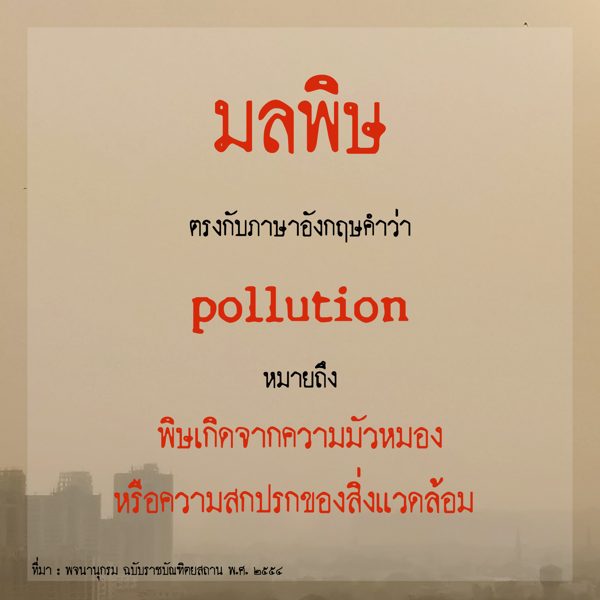 มลพิษ
ตรงกับภาษาอังกฤษคำว่า
pollution
หมายถึง
พิษเกิดจากความมัวหมอง
หรือความสกปรกของสิ่งแวดล้อม
ที่มา : พจนานุกรม ฉบับราชบัณฑิตยสถาน พ.ศ. ๒๕๕๔